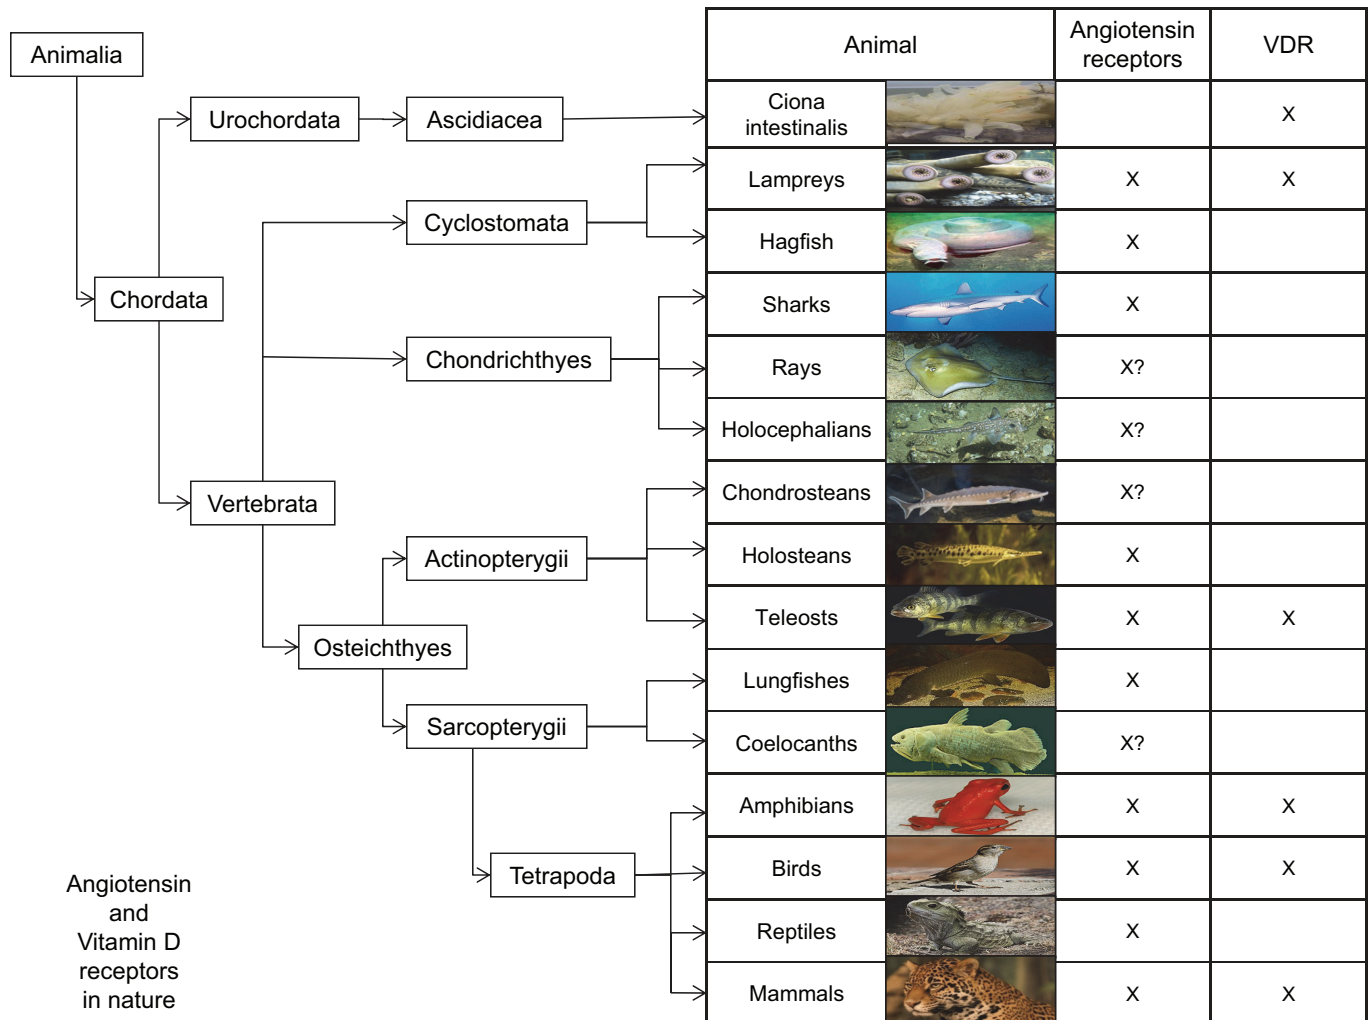 Animalia
Urochordata
Ascidiacea
Cyclostomata
Chordata
Chondrichthyes
Vertebrata
Actinopterygii
Osteichthyes
Sarcopterygii
Tetrapoda
Angiotensin
and
Vitamin D
receptors
in nature
Animal
Angiotensin
receptors
VDR
Ciona
intestinalis
X
Lampreys X X
Hagfish X
Sharks X
Rays X?
Holocephalians X?
Chondrosteans X?
Holosteans X
Teleosts X X
Lungfishes X
Coelocanths X?
Amphibians X X
Birds X X
Reptiles X
Mammals X X